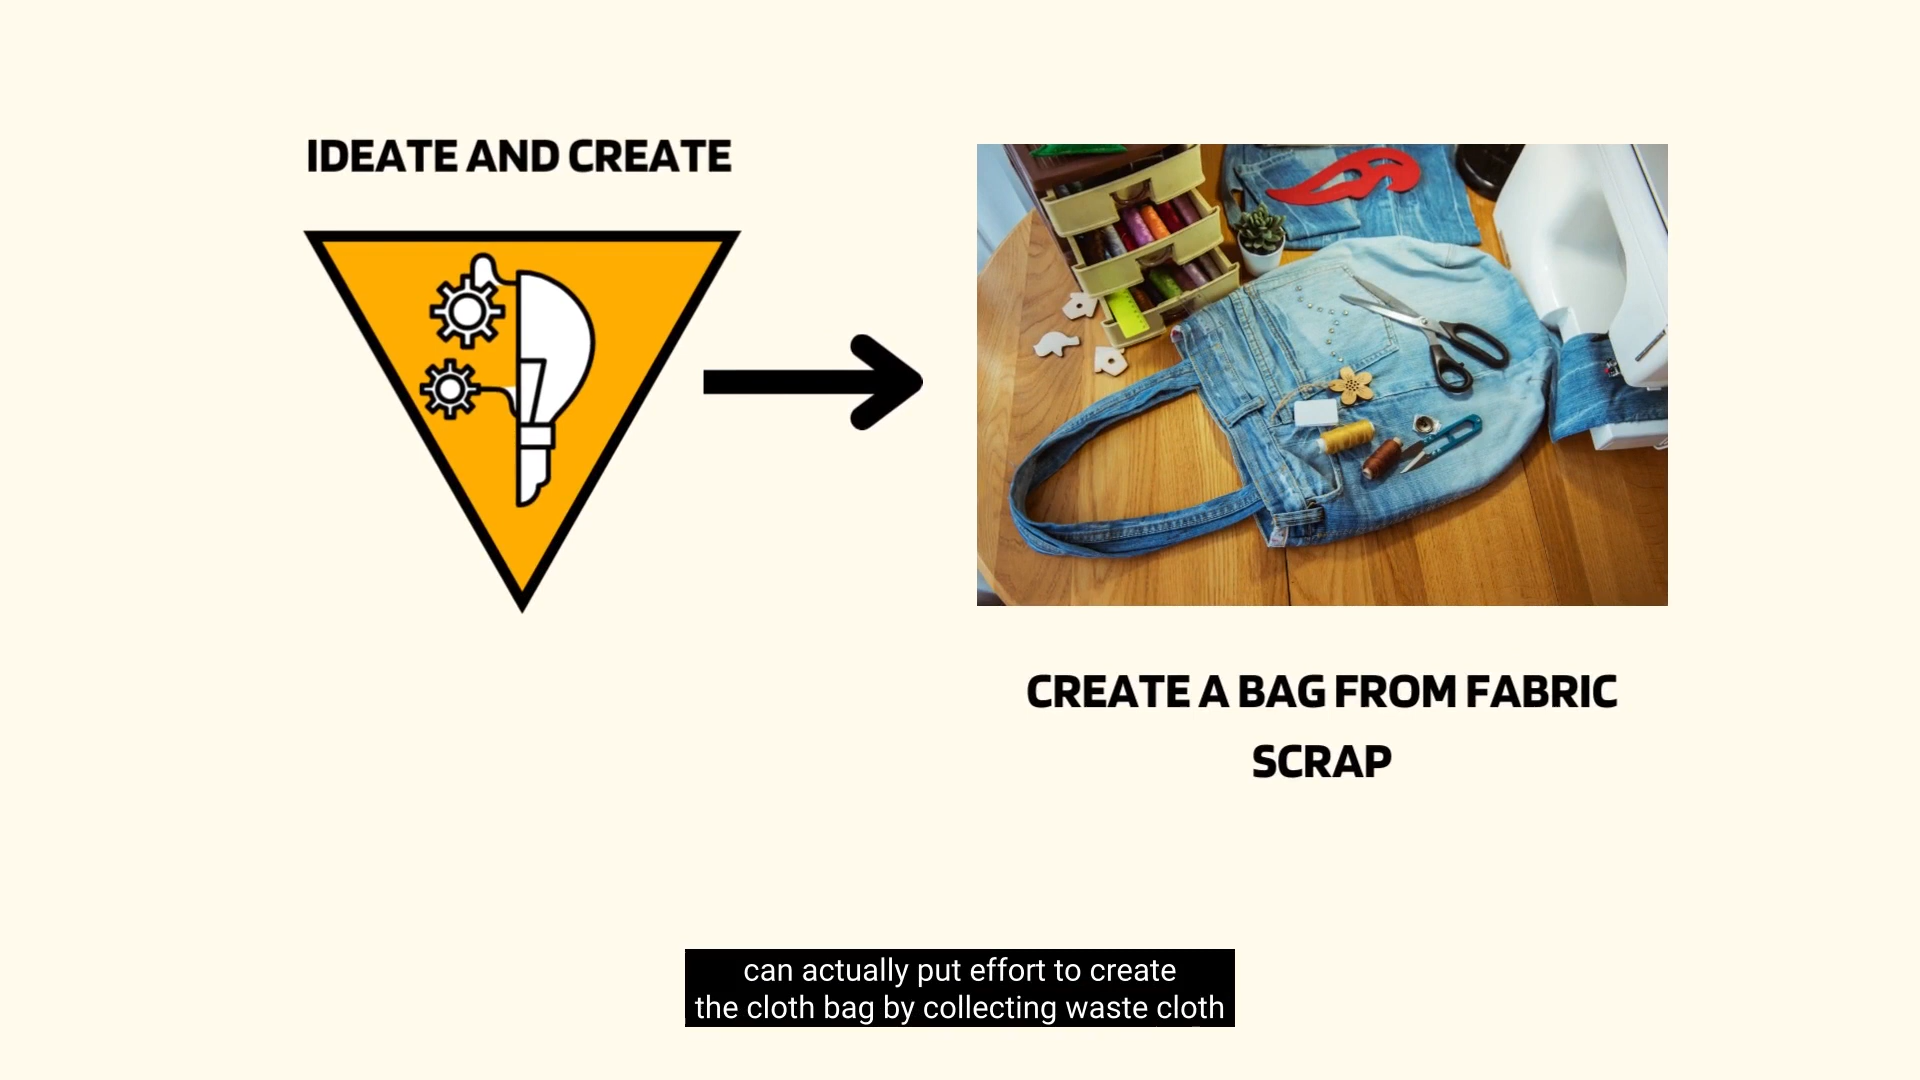 IDEATE AND CREATE
CREATE A BAG FROM FABRIC
SCRAP
can actually put effort to create
the cloth bag by collecting waste cloth